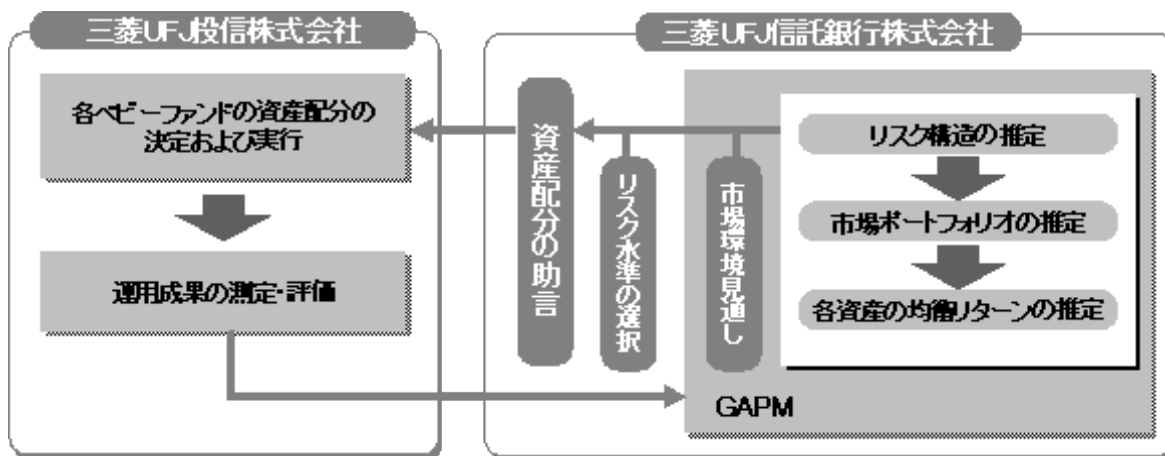 三菱UFJ投信株式会社
各ベビーファンドの資産配分の
決定および実行
運用成果の測定・評価
三菱UFJ信託銀行株式会社
資産配分の助言
リスク水準の選択
市場環境見通し
リスク構造の推定
市場ポートフォリオの推定
各資産の均衡リターンの推定
GAPM